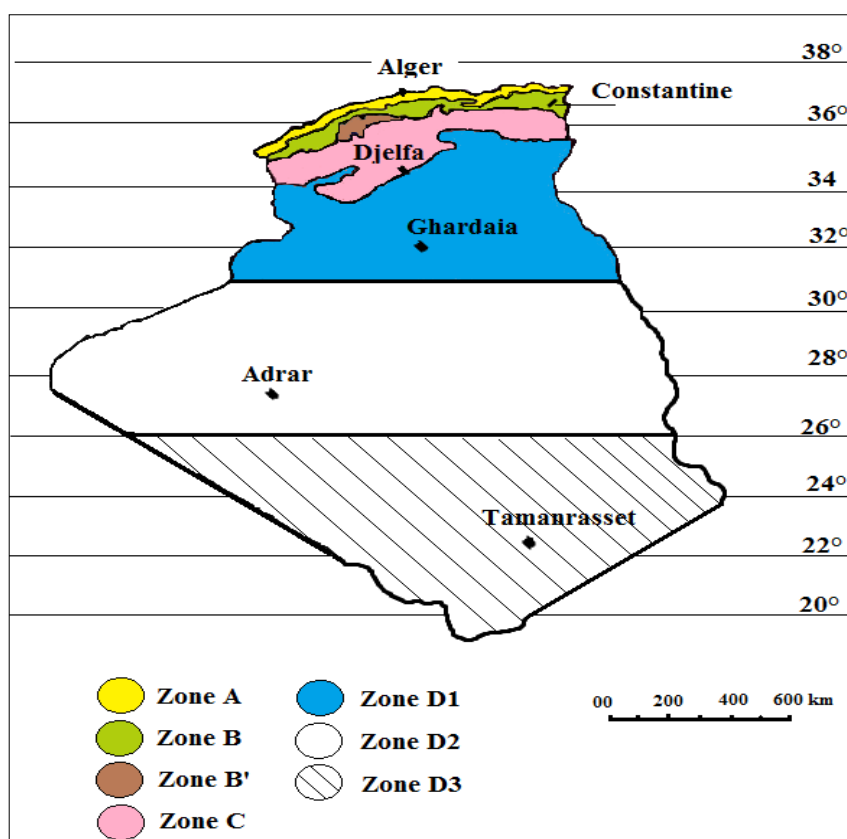 38°
Alger
Constantine
36°
Djelfa
34
Ghardaia
32°
30°
28°
Adrar
26°
24°
Tamanrasset
22°
20°
Zone A
Zone D1
00 200 400 600 km
Zone B
Zone D2
Zone B'
Zone D3
Zone C